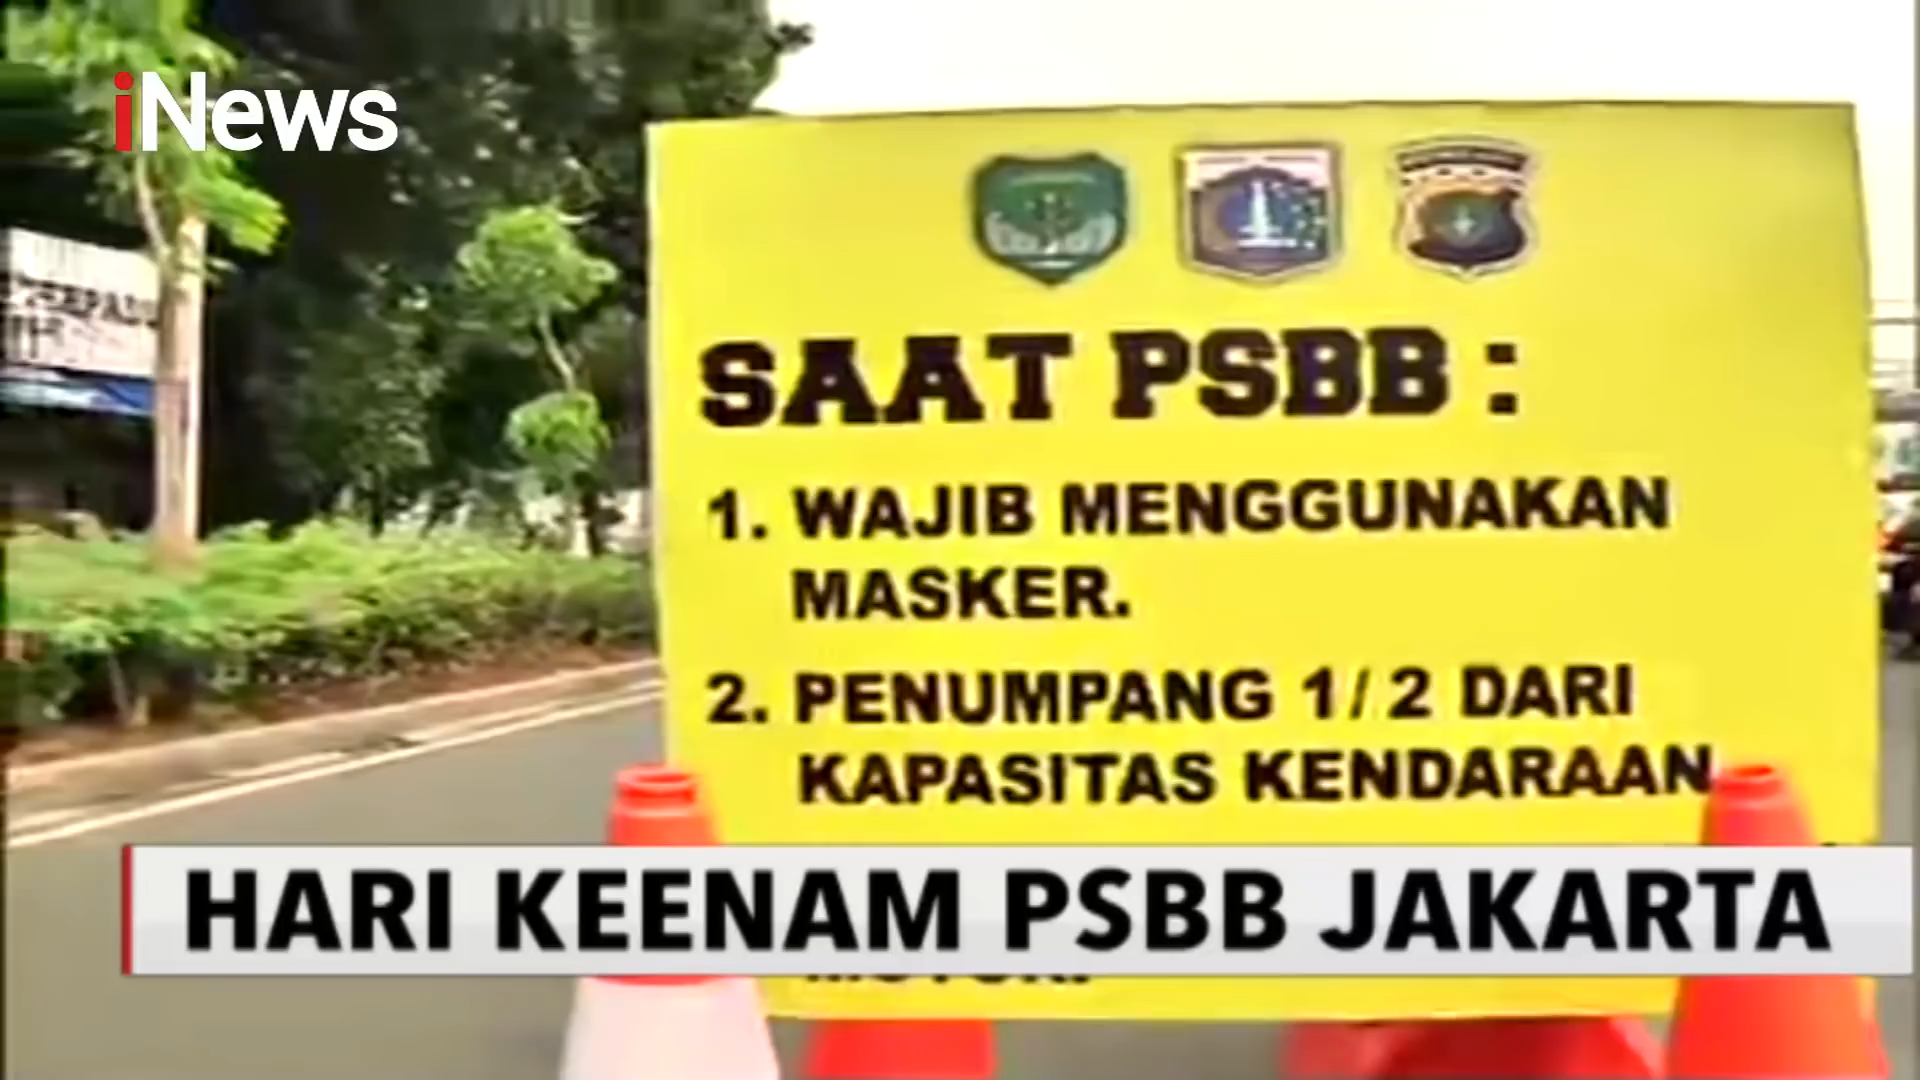 iNews
SAAT PSBB :
1. WAJIB MENGGUNAKAN
MASKER.
2. PENUMPANG 1/2 DARI
KAPASITAS KENDARAAN
HARI KEENAM PSBB JAKARTA